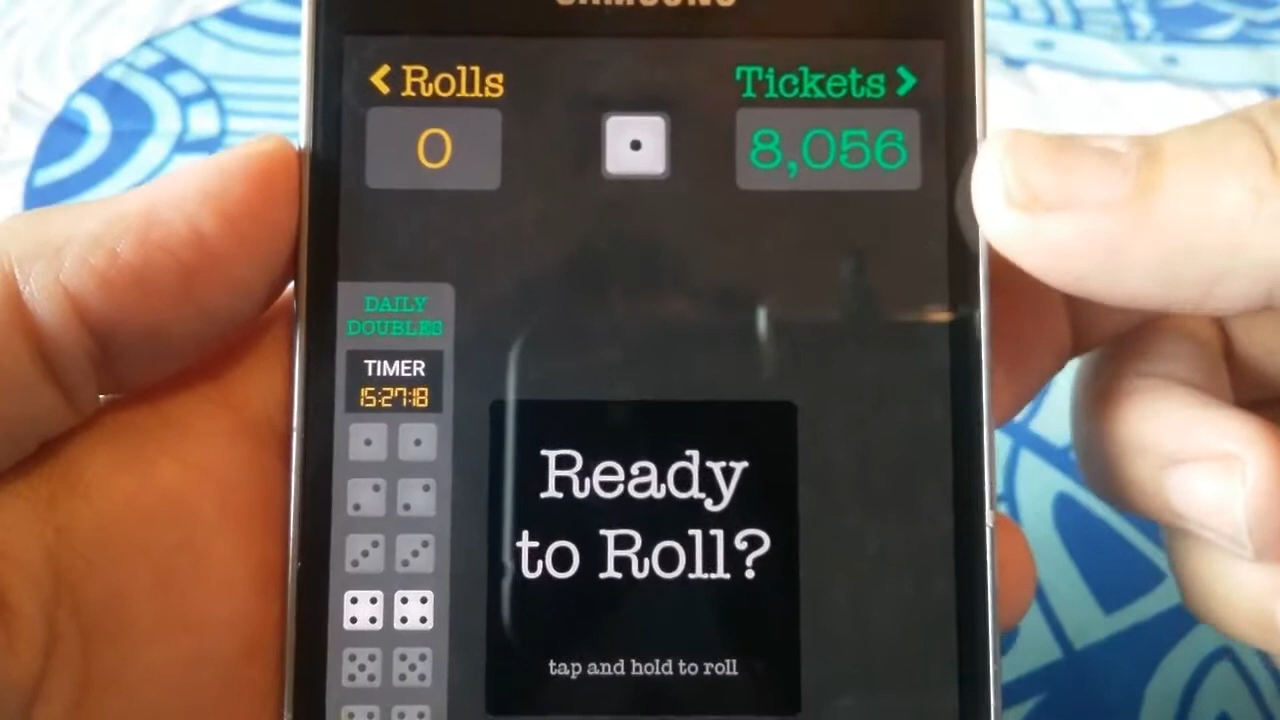 SAMSUNG
Rolls
Tickets
0
8,056
DAILY
DOUBLES
TIMER
15:27:18
Ready
to Roll?
tap and hold to roll